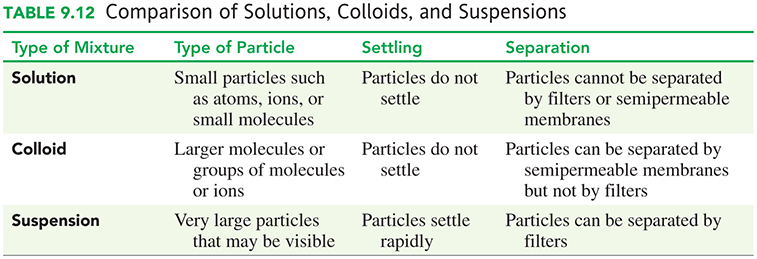 TABLE 9.12 Comparison of Solutions, Colloids, and Suspensions
Type of Mixture Type of Particle Settling Separation
Solution Small particles such Particles do not Particles cannot be separated
as atoms, ions, or settle by filters or semipermeable
small molecules membranes
Colloid Larger molecules or Particles do not Particles can be separated by
groups of molecules settle semipermeable membranes
or ions but not by filters
Suspension Very large particles Particles settle Particles can be separated by
that may be visible rapidly filters